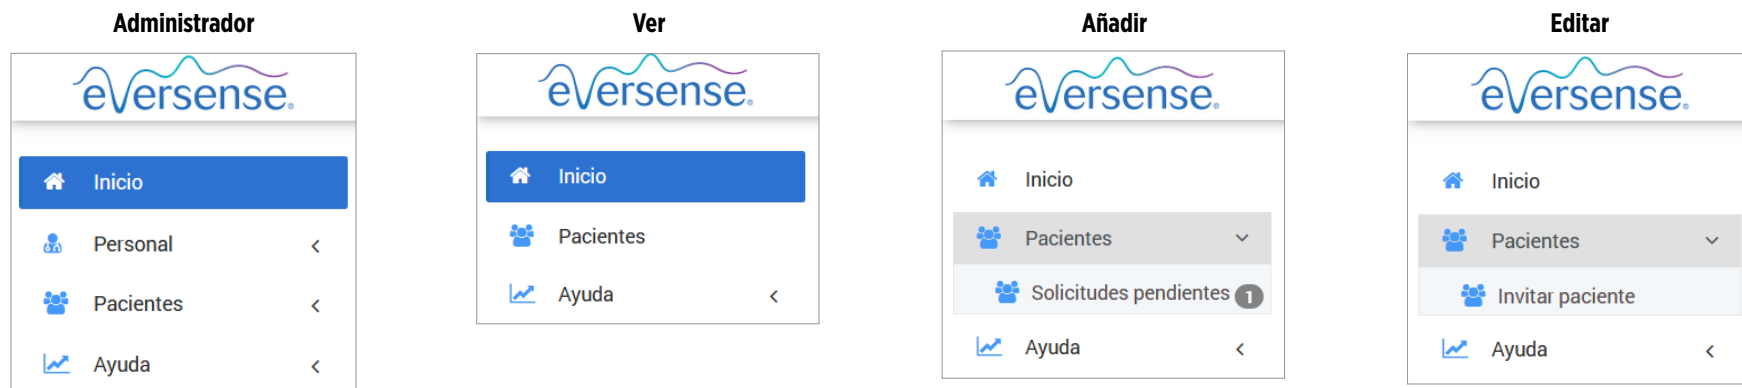 Administrador
eversense.
Inicio
Personal
Pacientes
Ayuda
Ver
eversense.
Inicio
Pacientes
Ayuda
Añadir
eversense.
Inicio
Pacientes
Solicitudes pendientes 1
Ayuda
Editar
eversense.
Inicio
Pacientes
Invitar paciente
Ayuda